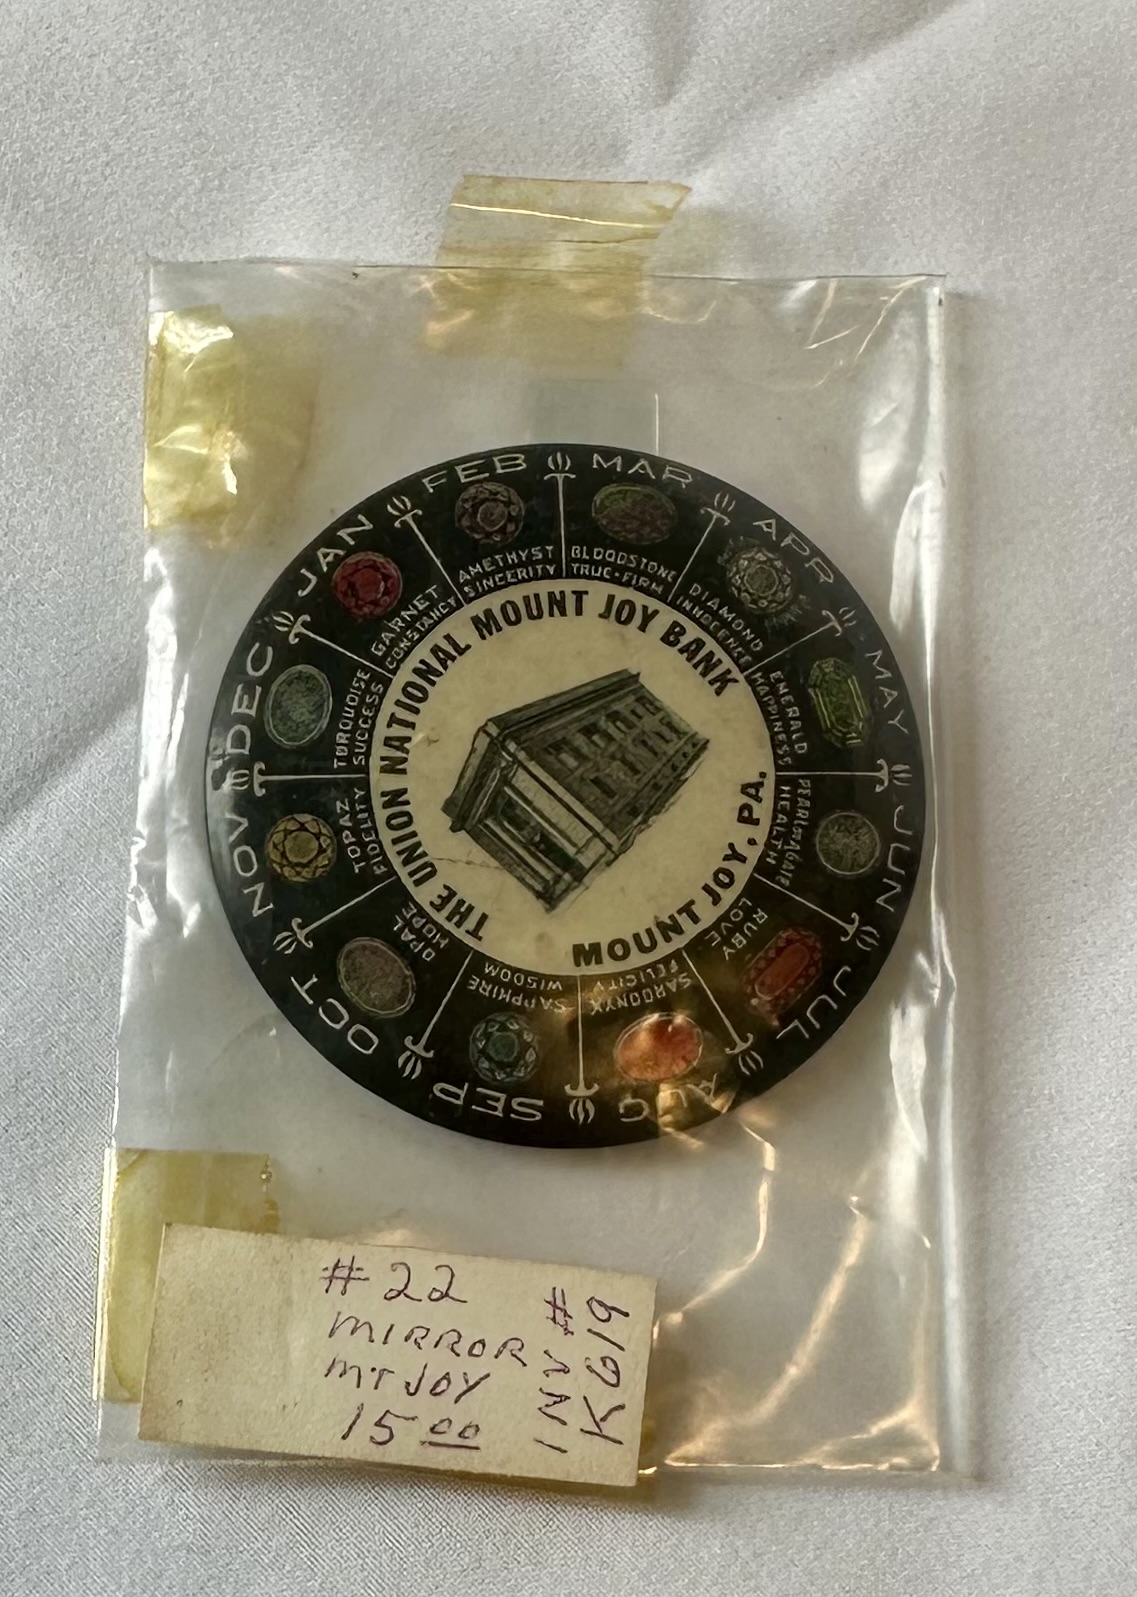 JAN
GARNET
CONSTANCY
FEB
AMETHYST
SINCERITY
MAR
BLOODSTONE
TRUE-FIRM
APR
DIAMOND
INNOCENCE
MAY
EMERALD
HAPPINESS
JUN
PEARL or AGATE
HEALTH
JUL
RUBY
LOVE
AUG
SARDONYX
FELICITY
SEP
SAPPHIRE
WISDOM
OCT
OPAL
HOPE
NOV
TOPAZ
FIDELITY
DEC
TURQUOISE
SUCCESS
THE UNION NATIONAL MOUNT JOY BANK
MOUNT JOY, PA.
#22
MIRROR
MT JOY
15 00
INV #
K619